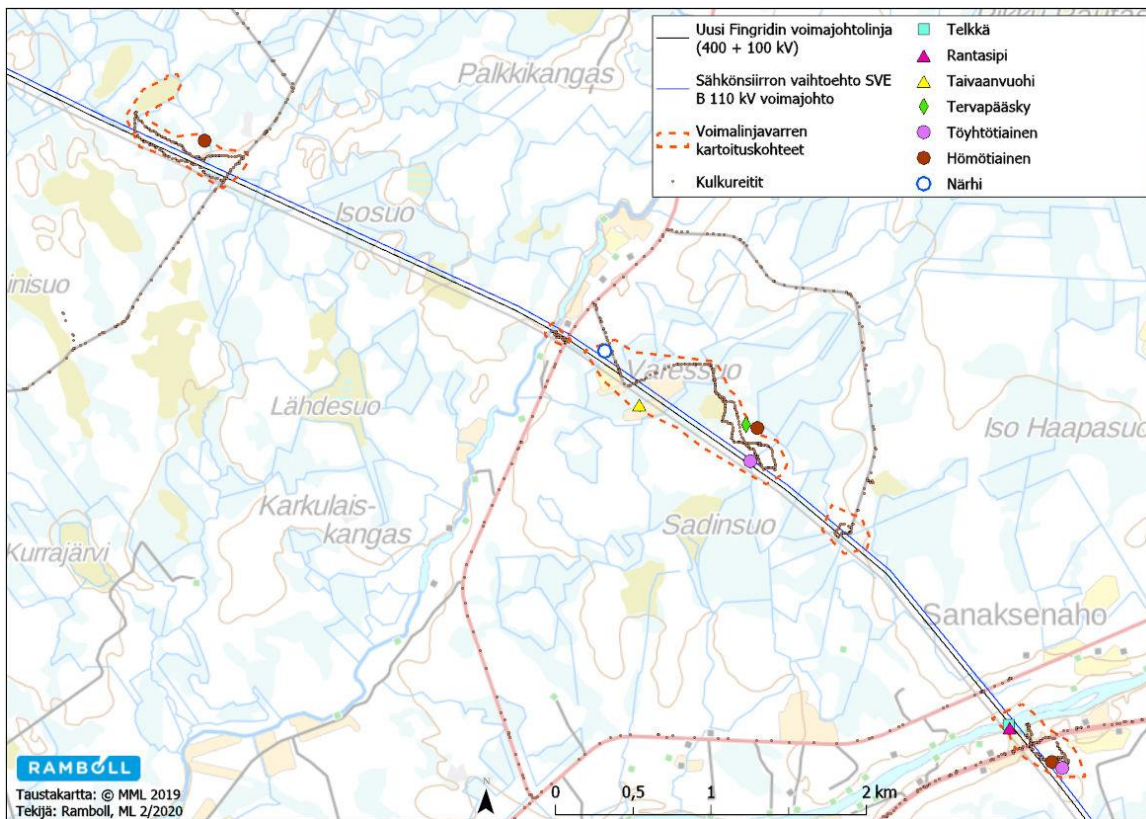 Uusi Fingridin voimajohtolinja
(400 + 100 kV)
Sähkönsiirron vaihtoehto SVE
B 110 kV voimajohto
Voimalinjavarren
kartoituskohteet
Kulkureitit
Telkkä
Rantasipi
Taivaanvuohi
Tervapääsky
Töyhtötiainen
Hömötiainen
Närhi
Palkkikangas
Isosuo
inisuo
Varessuo
Lähdesuo
Iso Haapasuo
Karkulais-
kangas
Sadinsuo
Kurrajärvi
Sanaksenaho
RAMBOLL
Taustakartta: © MML 2019
Tekijä: Ramboll, ML 2/2020
N
0 0,5 1 2 km